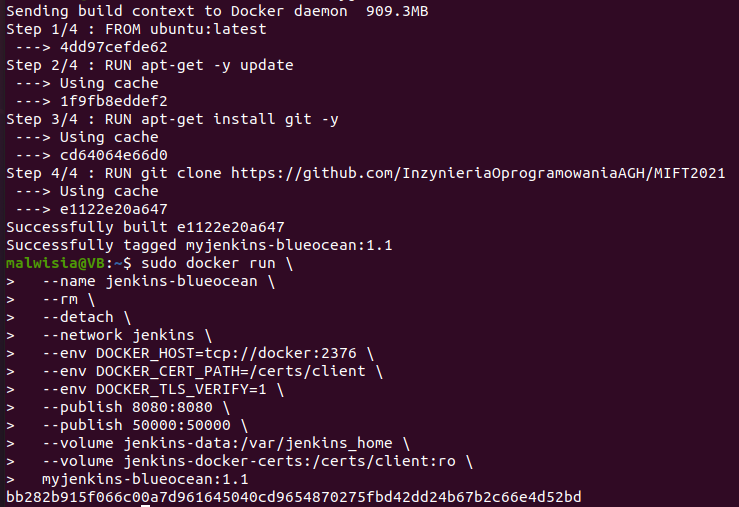 Sending build context to Docker daemon  909.3MB
Step 1/4 : FROM ubuntu:latest
 ---> 4dd97cefde62
Step 2/4 : RUN apt-get -y update
 ---> Using cache
 ---> 1f9fb8eddef2
Step 3/4 : RUN apt-get install git -y
 ---> Using cache
 ---> cd64064e66d0
Step 4/4 : RUN git clone https://github.com/InzynieriaOprogramowaniaAGH/MIFT2021
 ---> Using cache
 ---> e1122e20a647
Successfully built e1122e20a647
Successfully tagged myjenkins-blueocean:1.1
malwisia@VB:~$ sudo docker run \
>   --name jenkins-blueocean \
>   --rm \
>   --detach \
>   --network jenkins \
>   --env DOCKER_HOST=tcp://docker:2376 \
>   --env DOCKER_CERT_PATH=/certs/client \
>   --env DOCKER_TLS_VERIFY=1 \
>   --publish 8080:8080 \
>   --publish 50000:50000 \
>   --volume jenkins-data:/var/jenkins_home \
>   --volume jenkins-docker-certs:/certs/client:ro \
>   myjenkins-blueocean:1.1
bb282b915f066c00a7d961645040cd9654870275fbd42dd24b67b2c66e4d52bd